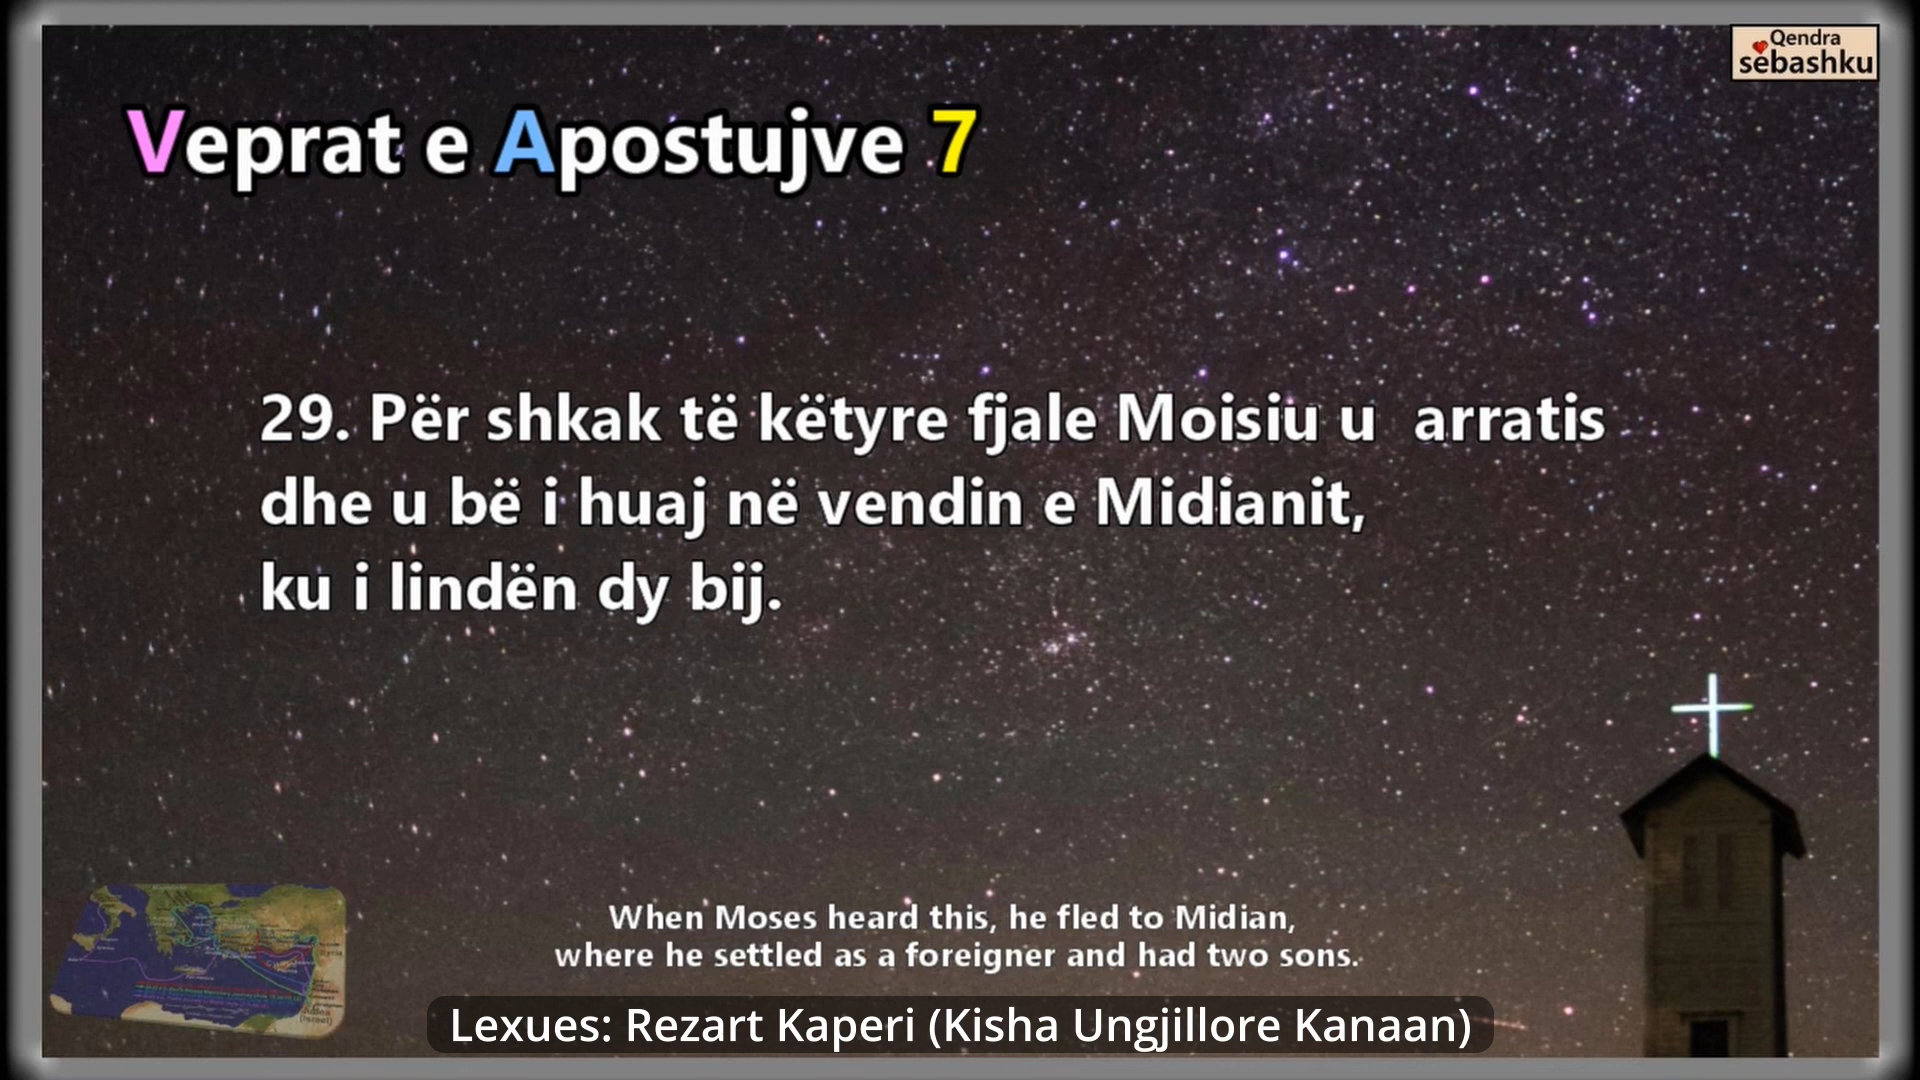 Qendra
sebashku
Veprat e Apostujve 7
29. Për shkak të këtyre fjale Moisiu u  arratis
dhe u bë i huaj në vendin e Midianit,
ku i lindën dy bij.
When Moses heard this, he fled to Midian,
where he settled as a foreigner and had two sons.
Lexues: Rezart Kaperi (Kisha Ungjillore Kanaan)